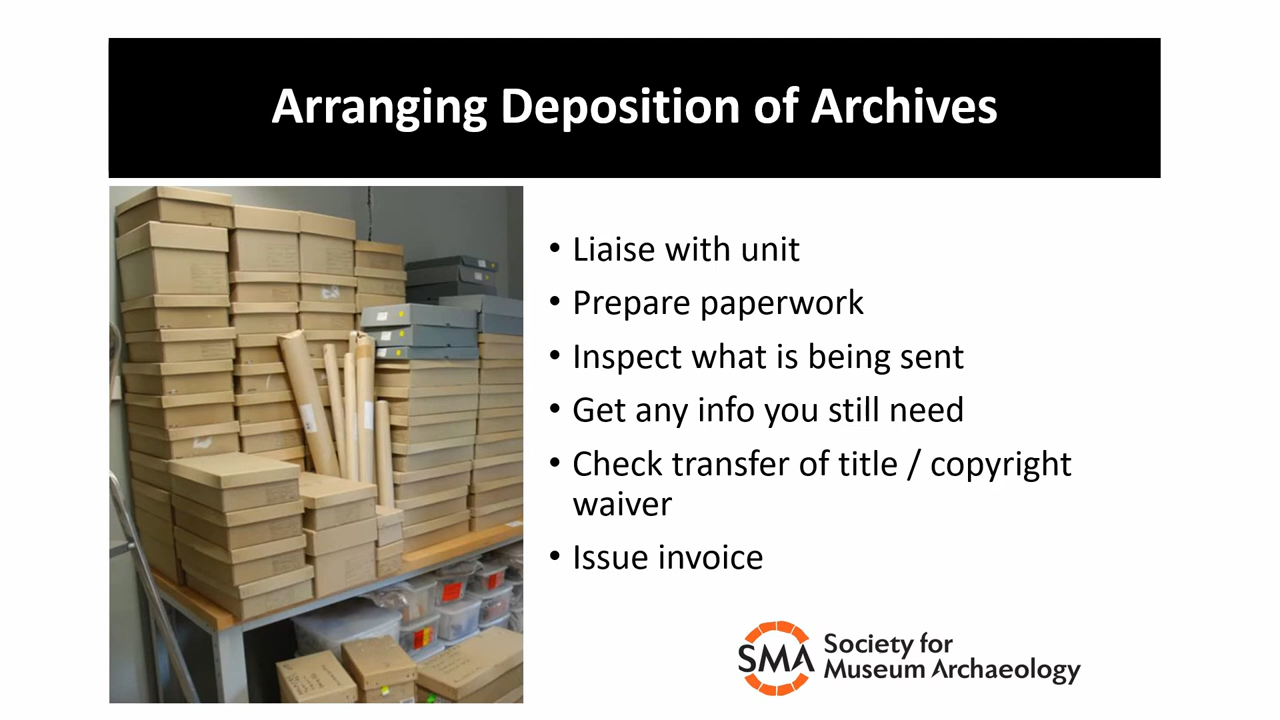 Arranging Deposition of Archives
• Liaise with unit
• Prepare paperwork
• Inspect what is being sent
• Get any info you still need
• Check transfer of title / copyright
waiver
• Issue invoice
SMA
Society for
Museum Archaeology